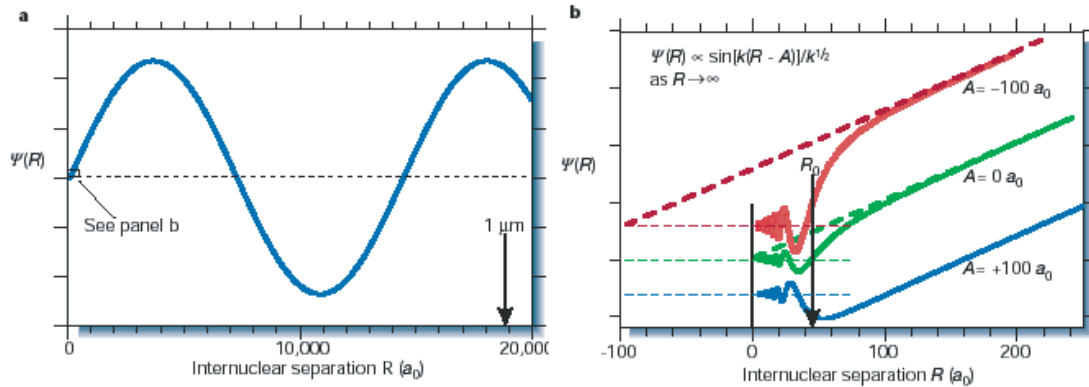 a
Ψ(R)
See panel b
1 μm
0
10,000
20,000
Internuclear separation R (a₀)
b
Ψ(R) ∝ sin[k(R - A)]/k^1/2
as R→∞
A= −100 a₀
Ψ(R)
R₀
A= 0 a₀
A= +100 a₀
-100
0
100
200
Internuclear separation R (a₀)